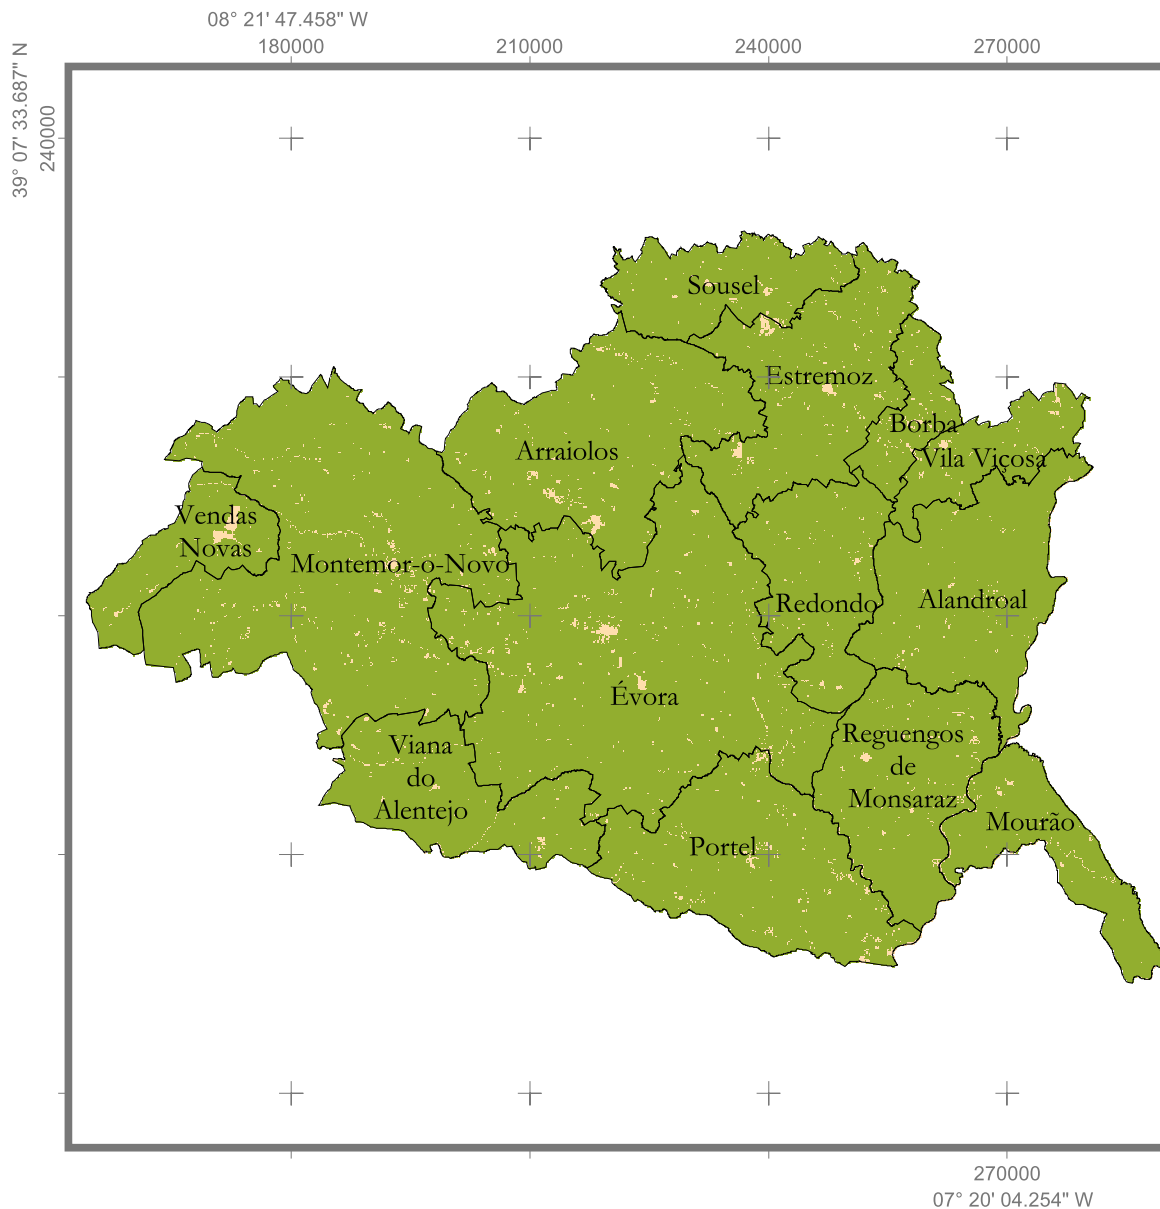 08° 21' 47.458" W
180000 210000 240000 270000
39° 07' 33.687" N
240000
Sousel
Estremoz
Borba
Arraiolos
Vila Viçosa
Vendas
Novas
Montemor-o-Novo
Redondo
Alandroal
Évora
Viana
do
Alentejo
Reguengos
de
Monsaraz
Mourão
Portel
270000
07° 20' 04.254" W